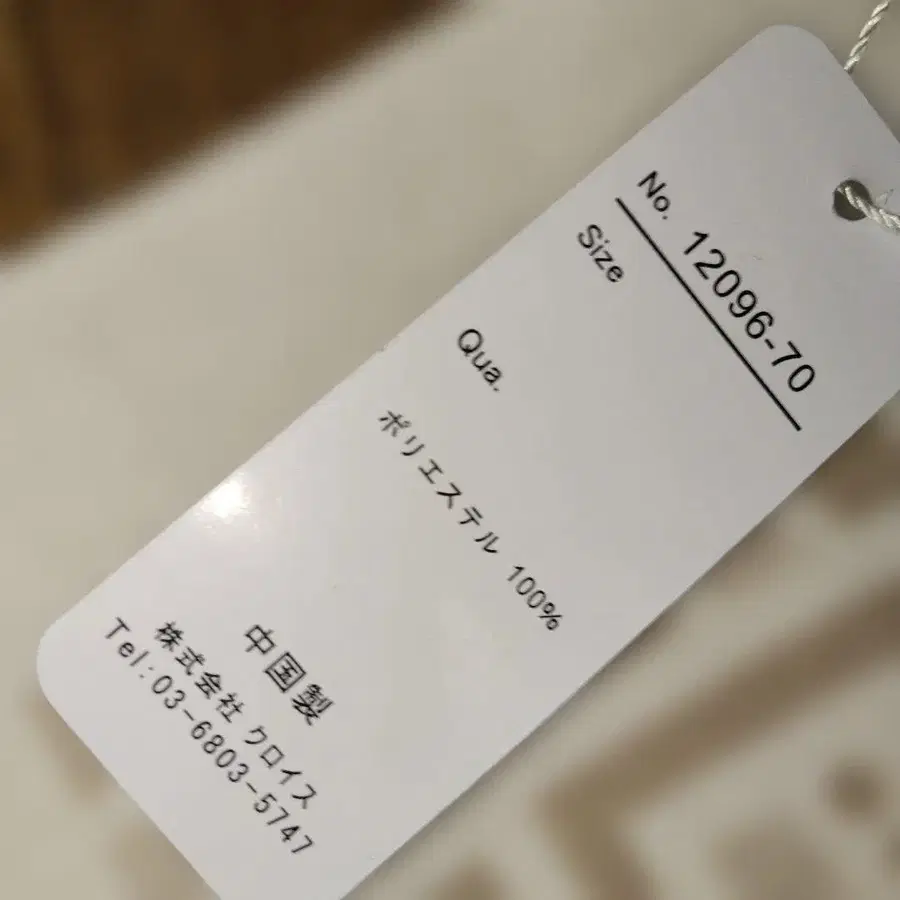 No. 12096-70
Size
Qua.
ポリエステル 100%
中国製
株式会社 クロイス
Tel:03-6803-5747